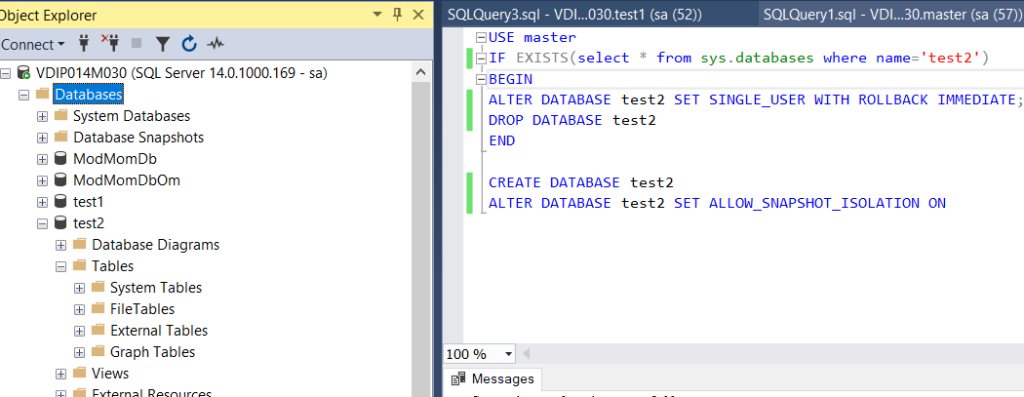 Object Explorer
Connect
VDIP014M030 (SQL Server 14.0.1000.169 - sa)
Databases
System Databases
Database Snapshots
ModMomDb
ModMomDbOm
test1
test2
Database Diagrams
Tables
System Tables
FileTables
External Tables
Graph Tables
Views
External Resources
SQLQuery3.sql - VDI...030.test1 (sa (52))
SQLQuery1.sql - VDI...30.master (sa (57))
USE master
IF EXISTS(select * from sys.databases where name='test2')
BEGIN
ALTER DATABASE test2 SET SINGLE_USER WITH ROLLBACK IMMEDIATE;
DROP DATABASE test2
END
CREATE DATABASE test2
ALTER DATABASE test2 SET ALLOW_SNAPSHOT_ISOLATION ON
100 %
Messages